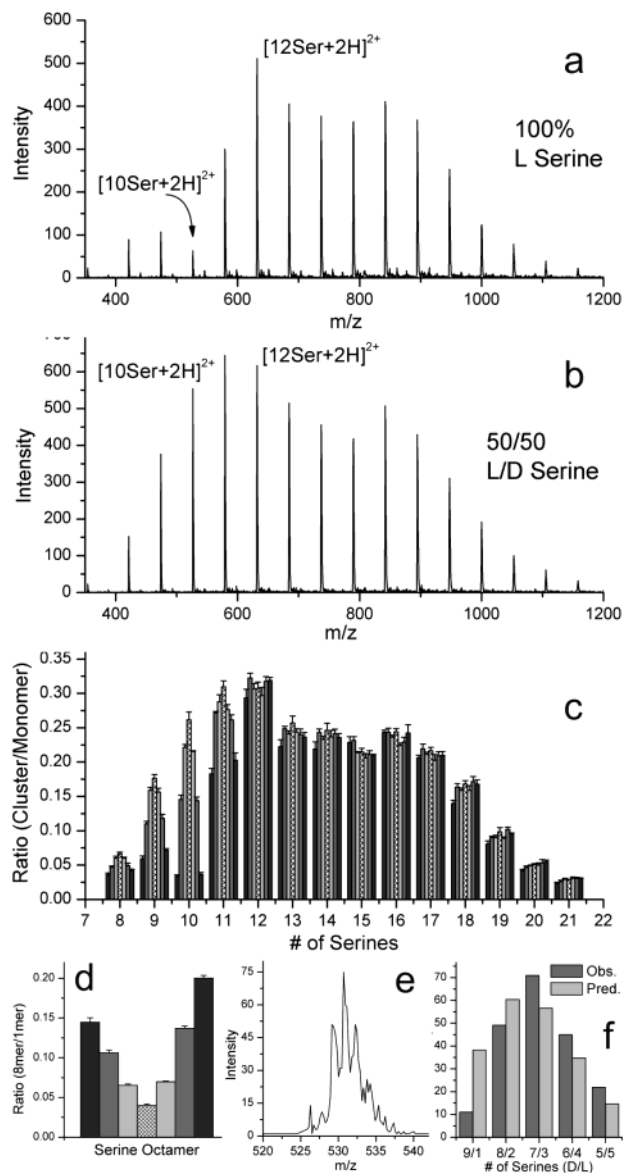 600
500
400
300
200
100
0
Intensity
[12Ser+2H]2+
[10Ser+2H]2+
a
100%
L Serine
400 600 800 1000 1200
m/z
600
500
400
300
200
100
0
Intensity
[10Ser+2H]2+
[12Ser+2H]2+
b
50/50
L/D Serine
400 600 800 1000 1200
m/z
0.35
0.30
0.25
0.20
0.15
0.10
0.05
0.00
Ratio (Cluster/Monomer)
c
7 8 9 10 11 12 13 14 15 16 17 18 19 20 21 22
# of Serines
0.20
0.15
0.10
0.05
0.00
Ratio (8mer/1mer)
d
Serine Octamer
70
60
50
40
30
20
10
0
Intensity
e
520 525 530 535 540
m/z
70
60
50
40
30
20
10
0
Obs.
Pred.
f
9/1 8/2 7/3 6/4 5/5
# of Serines (D/L)